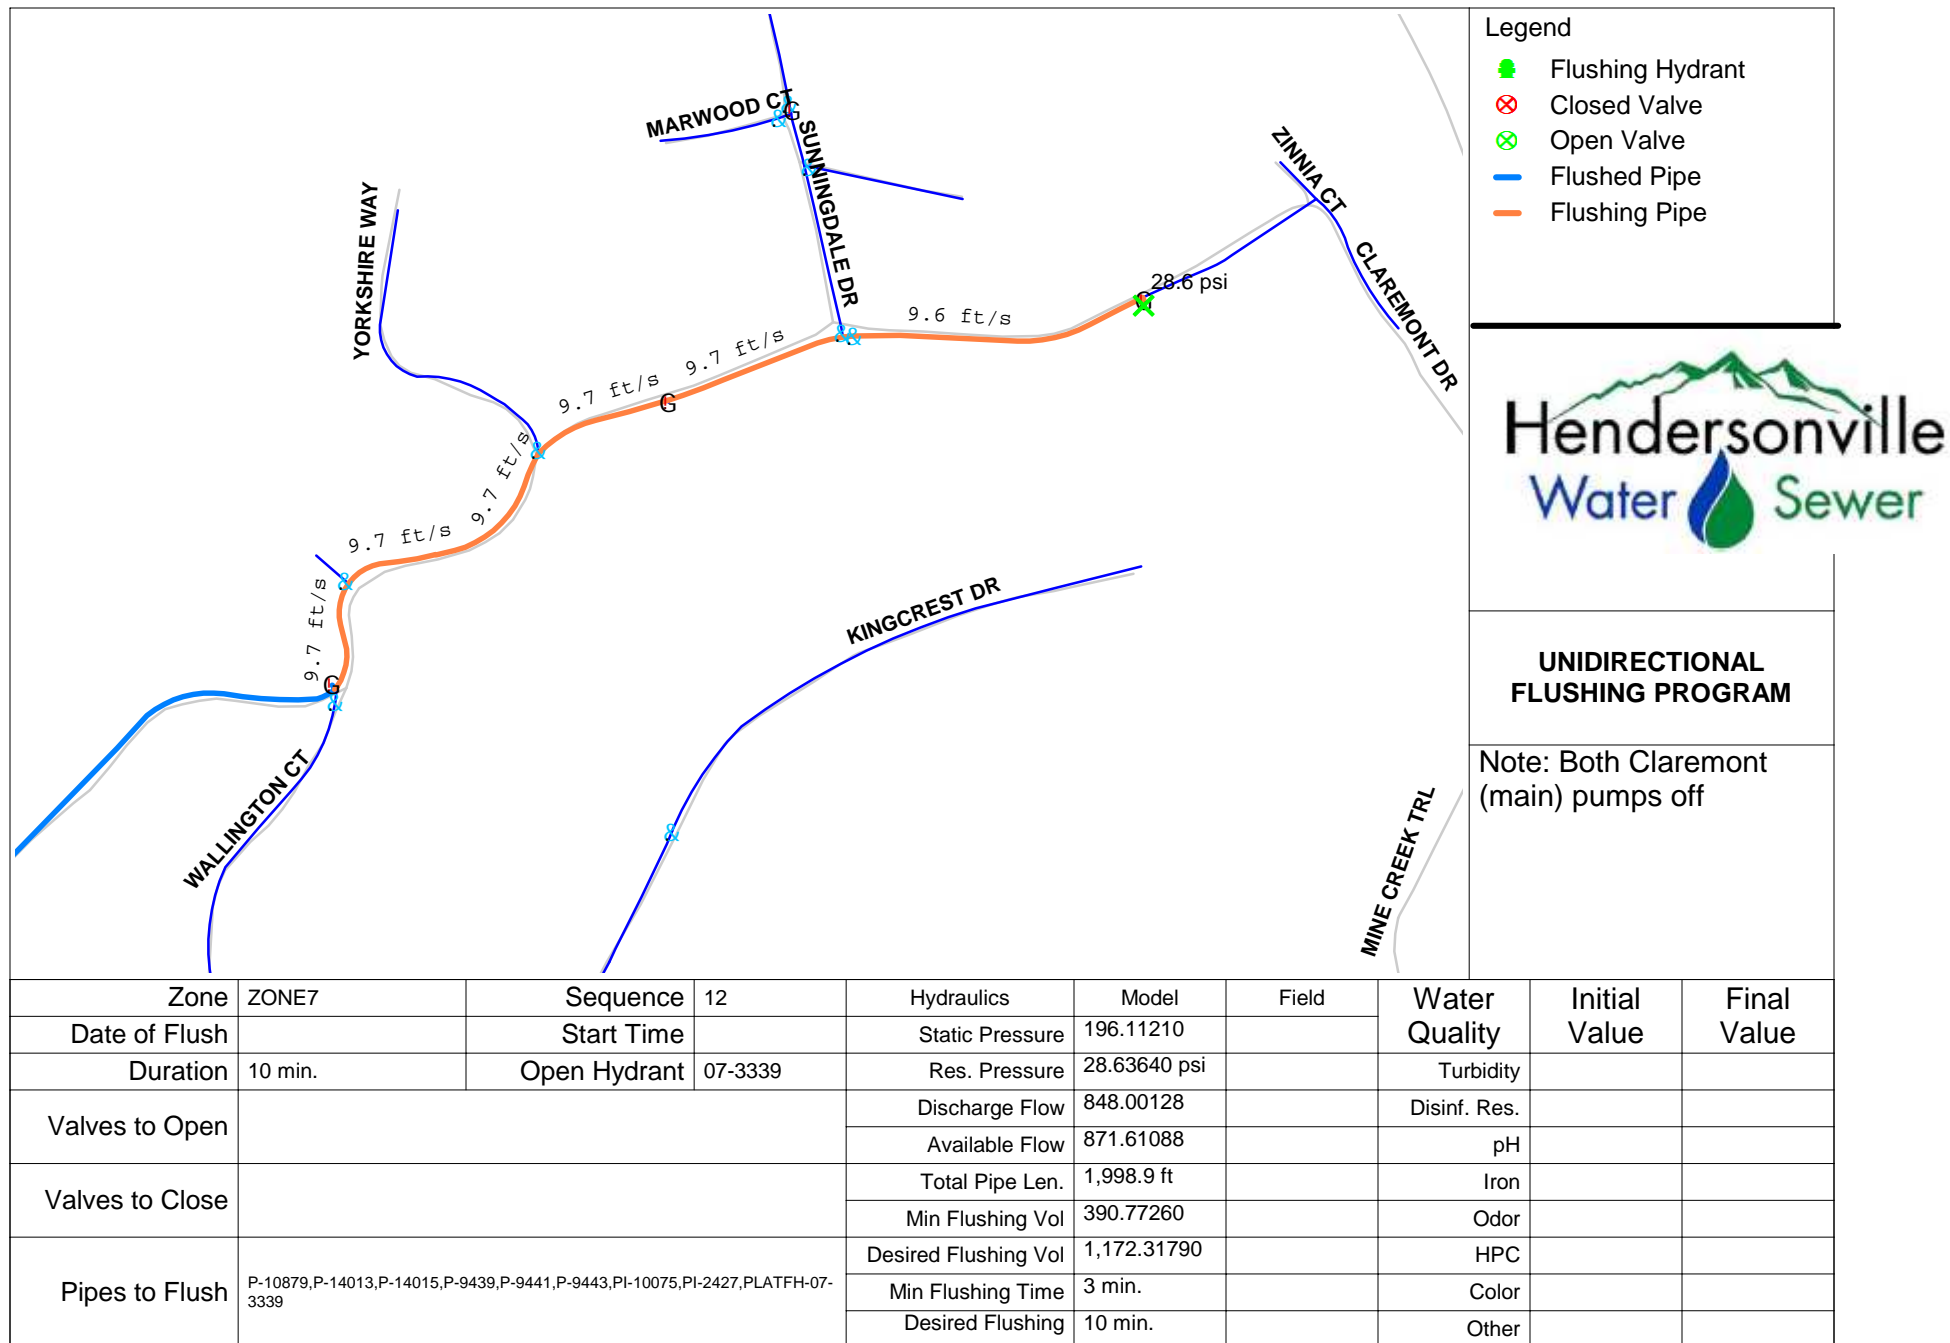 Legend
Flushing Hydrant
Closed Valve
Open Valve
Flushed Pipe
Flushing Pipe
MARWOOD CT
G
&
SUNNINGDALE DR
&
ZINNIA CT
YORKSHIRE WAY
CLAREMONT DR
28.6 psi
G
9.6 ft/s
&&
9.7 ft/s
9.7 ft/s
G
&
9.7 ft/s
9.7 ft/s
&
9.7 ft/s
G
&
KINGCREST DR
WALLINGTON CT
&
MINE CREEK TRL
Hendersonville
Water Sewer
UNIDIRECTIONAL
FLUSHING PROGRAM
Note: Both Claremont
(main) pumps off
Zone ZONE7 Sequence 12 Hydraulics Model Field Water Quality Initial Value Final Value
Date of Flush Start Time Static Pressure 196.11210
Duration 10 min. Open Hydrant 07-3339 Res. Pressure 28.63640 psi Turbidity
Valves to Open Discharge Flow 848.00128 Disinf. Res.
Available Flow 871.61088 pH
Valves to Close Total Pipe Len. 1,998.9 ft Iron
Min Flushing Vol 390.77260 Odor
Desired Flushing Vol 1,172.31790 HPC
Pipes to Flush P-10879,P-14013,P-14015,P-9439,P-9441,P-9443,PI-10075,PI-2427,PLATFH-07-
3339
Min Flushing Time 3 min. Color
Desired Flushing 10 min. Other